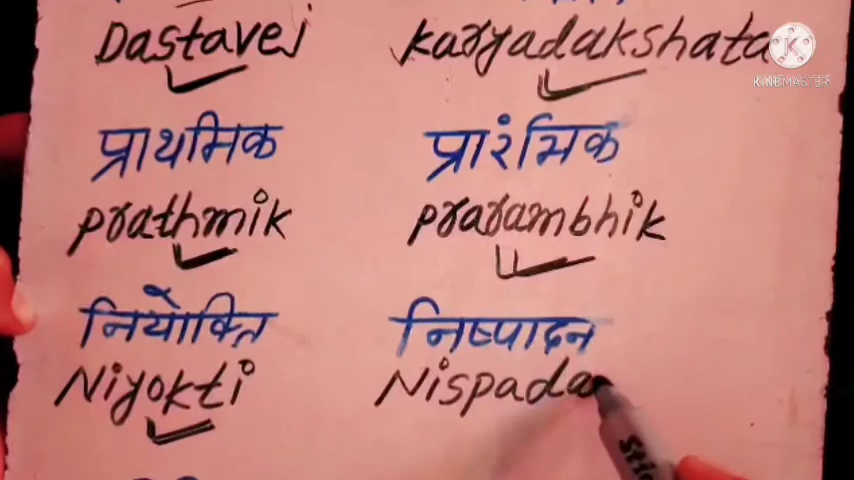 Dastavej karyadakshata
प्राथमिक प्रारंभिक
prathmik prarambhik
नियोक्ति निष्पादन
Niyokti Nispada
KINEMASTER